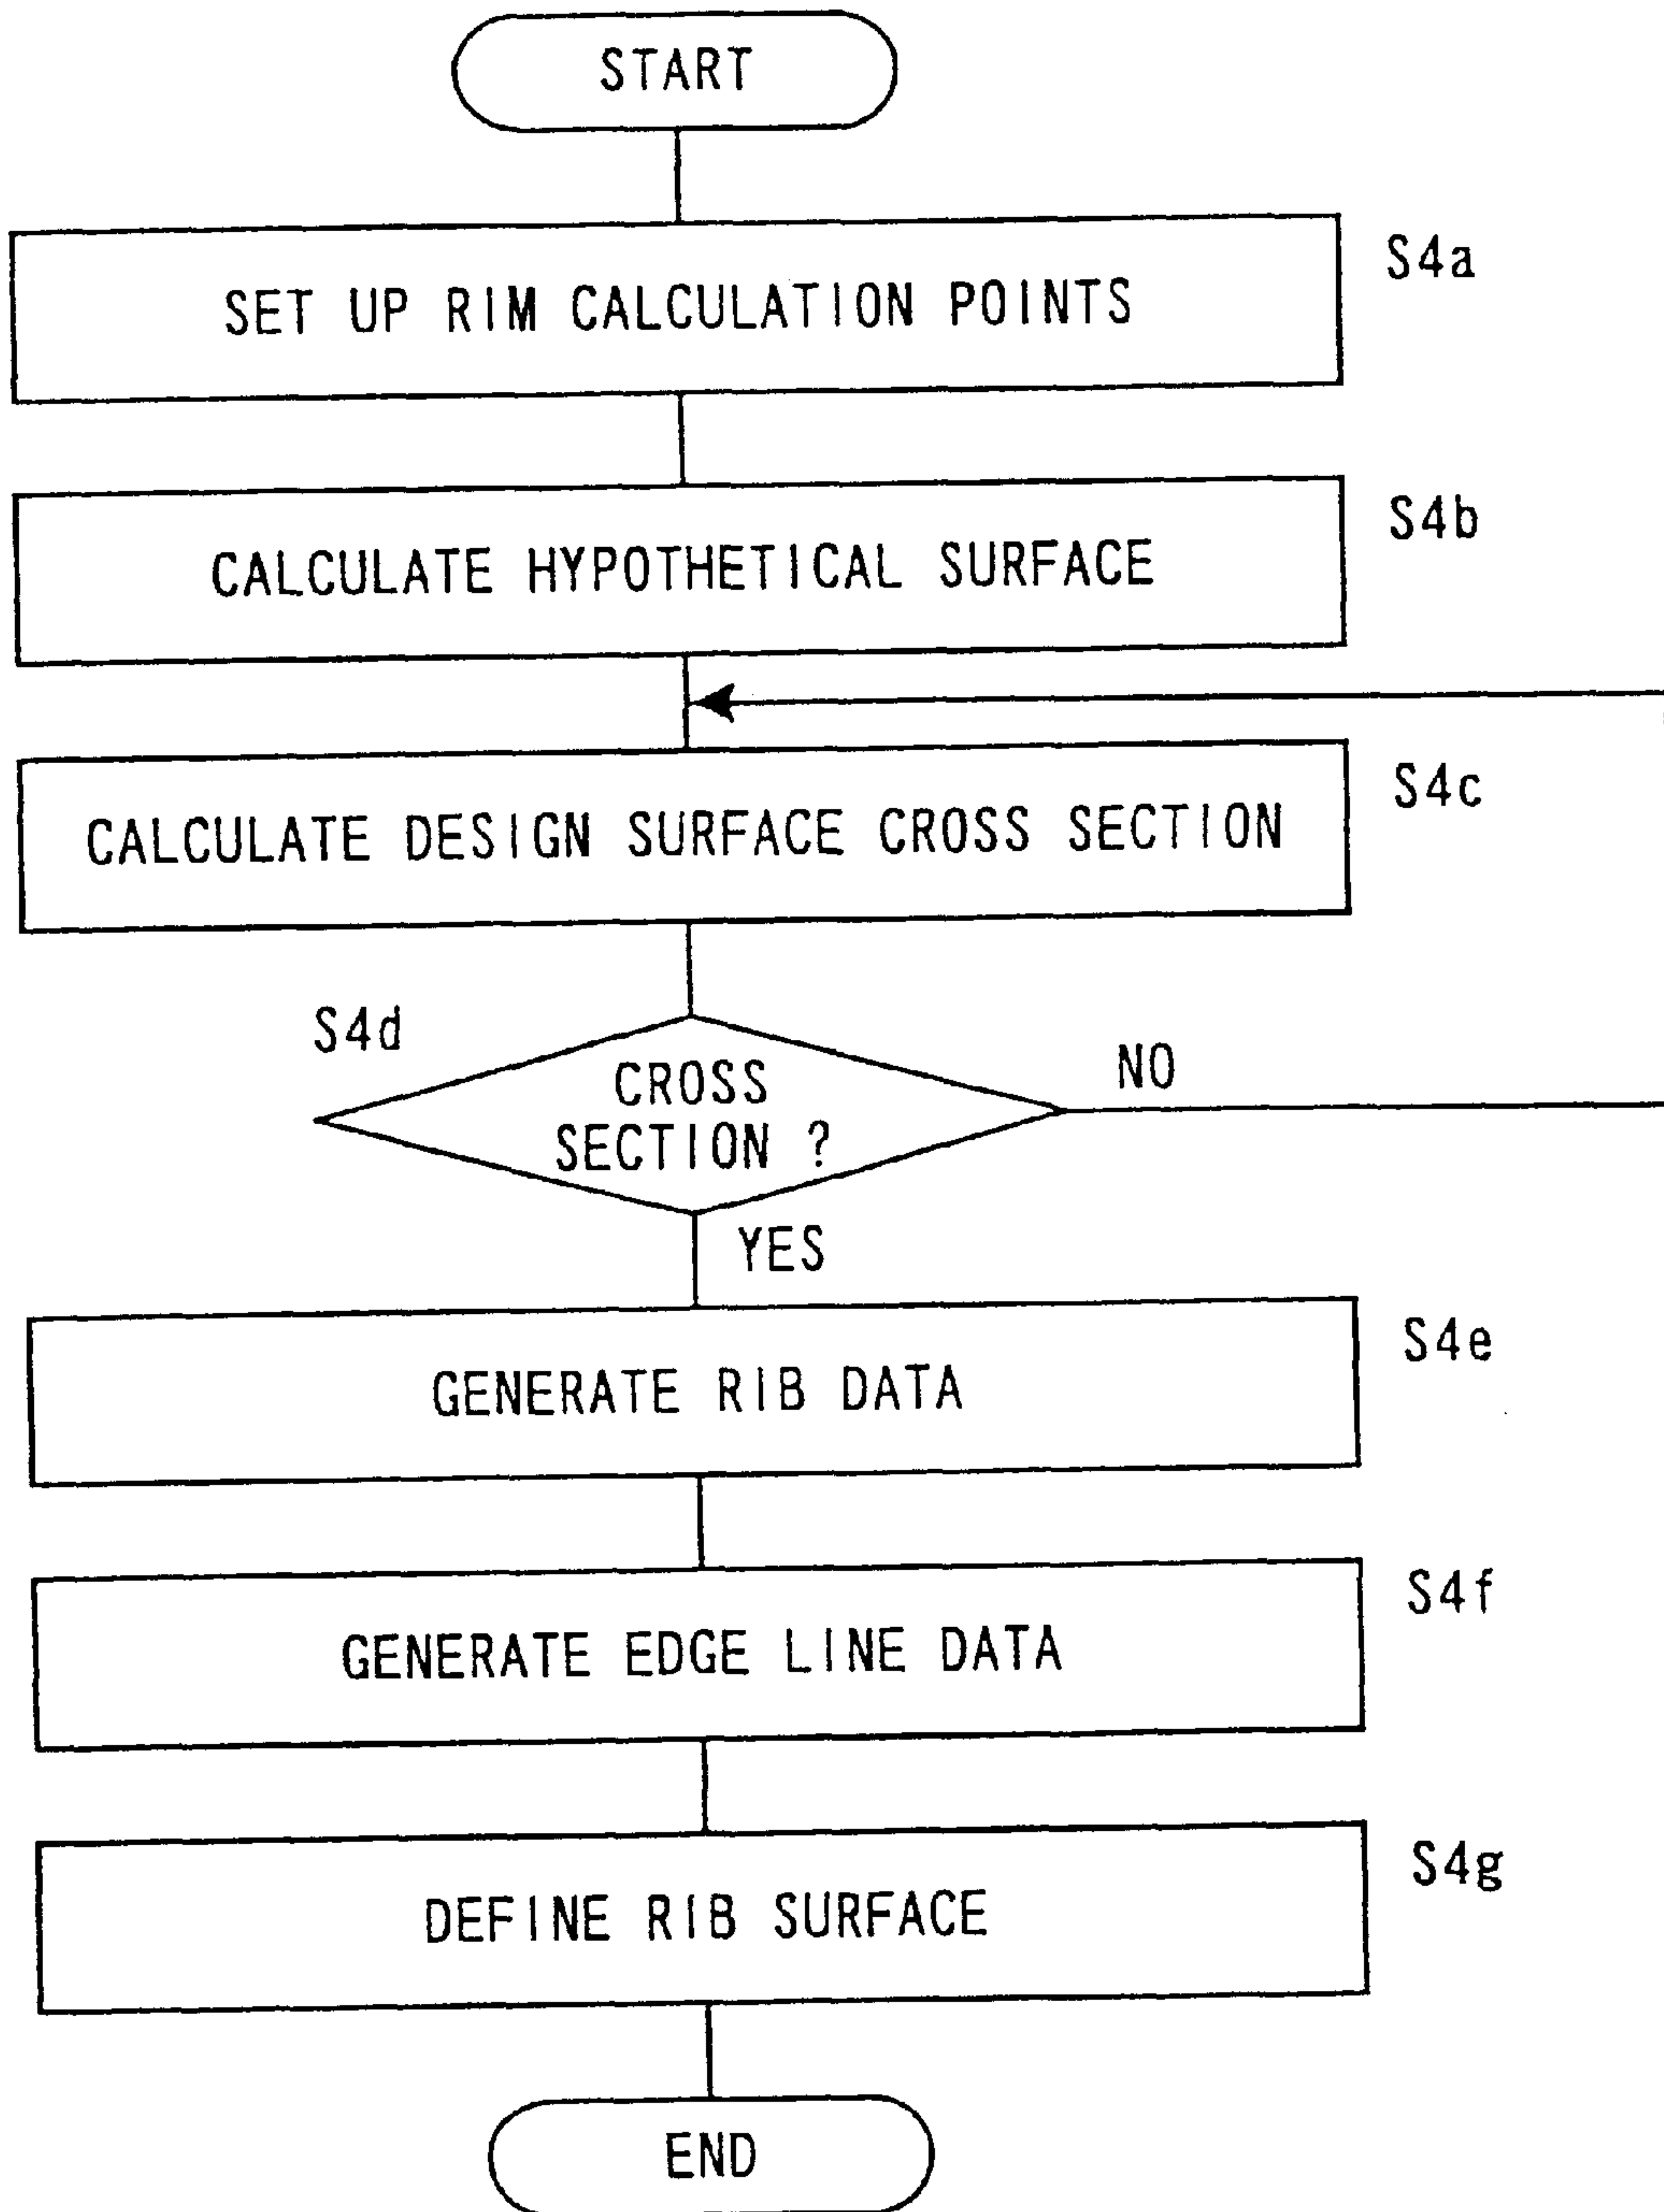 START
S4a
SET UP RIM CALCULATION POINTS
S4b
CALCULATE HYPOTHETICAL SURFACE
S4c
CALCULATE DESIGN SURFACE CROSS SECTION
S4d
CROSS
SECTION ?
NO
YES
S4e
GENERATE RIB DATA
S4f
GENERATE EDGE LINE DATA
S4g
DEFINE RIB SURFACE
END